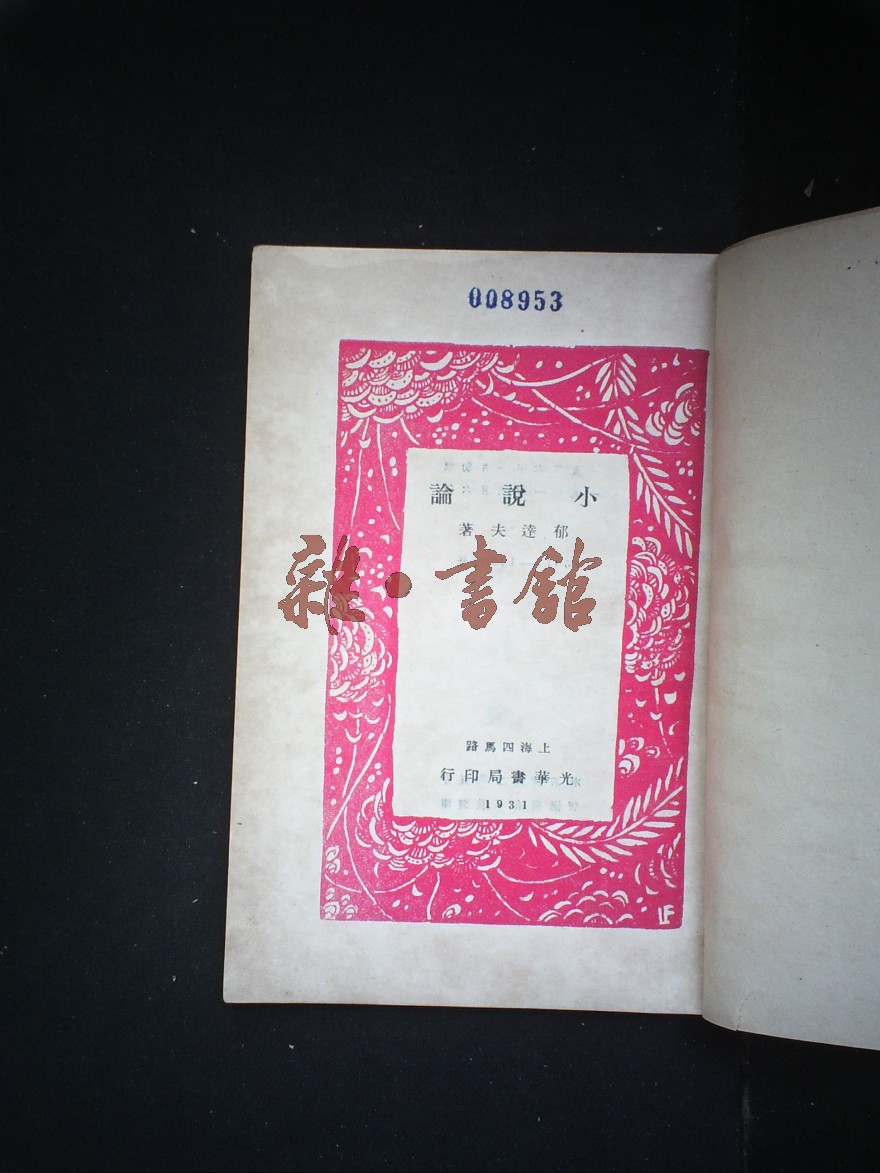 008953
小說論
郁達夫著
雜·書館
上海四馬路
光華書局印行
1931
LF